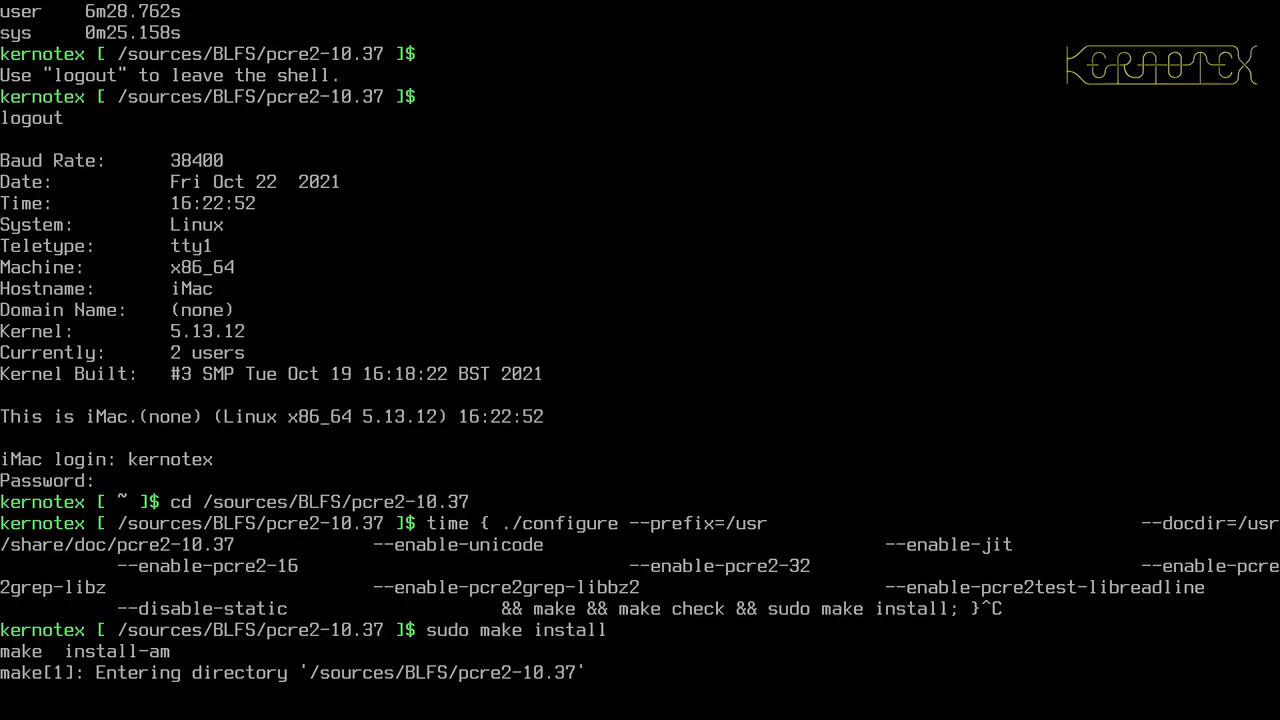 user    6m28.762s
sys     0m25.158s
kernotex [ /sources/BLFS/pcre2-10.37 ]$
Use "logout" to leave the shell.
kernotex [ /sources/BLFS/pcre2-10.37 ]$
logout
Baud Rate:      38400
Date:           Fri Oct 22  2021
Time:           16:22:52
System:         Linux
Teletype:       tty1
Machine:        x86_64
Hostname:       iMac
Domain Name:    (none)
Kernel:         5.13.12
Currently:      2 users
Kernel Built:   #3 SMP Tue Oct 19 16:18:22 BST 2021
This is iMac.(none) (Linux x86_64 5.13.12) 16:22:52
iMac login: kernotex
Password:
kernotex [ ~ ]$ cd /sources/BLFS/pcre2-10.37
kernotex [ /sources/BLFS/pcre2-10.37 ]$ time { ./configure --prefix=/usr                                   --docdir=/usr
/share/doc/pcre2-10.37             --enable-unicode                                --enable-jit
           --enable-pcre2-16                               --enable-pcre2-32                               --enable-pcre
2grep-libz                         --enable-pcre2grep-libbz2                       --enable-pcre2test-libreadline
           --disable-static                    && make && make check && sudo make install; }^C
kernotex [ /sources/BLFS/pcre2-10.37 ]$ sudo make install
make  install-am
make[1]: Entering directory '/sources/BLFS/pcre2-10.37'
KERNOTEX